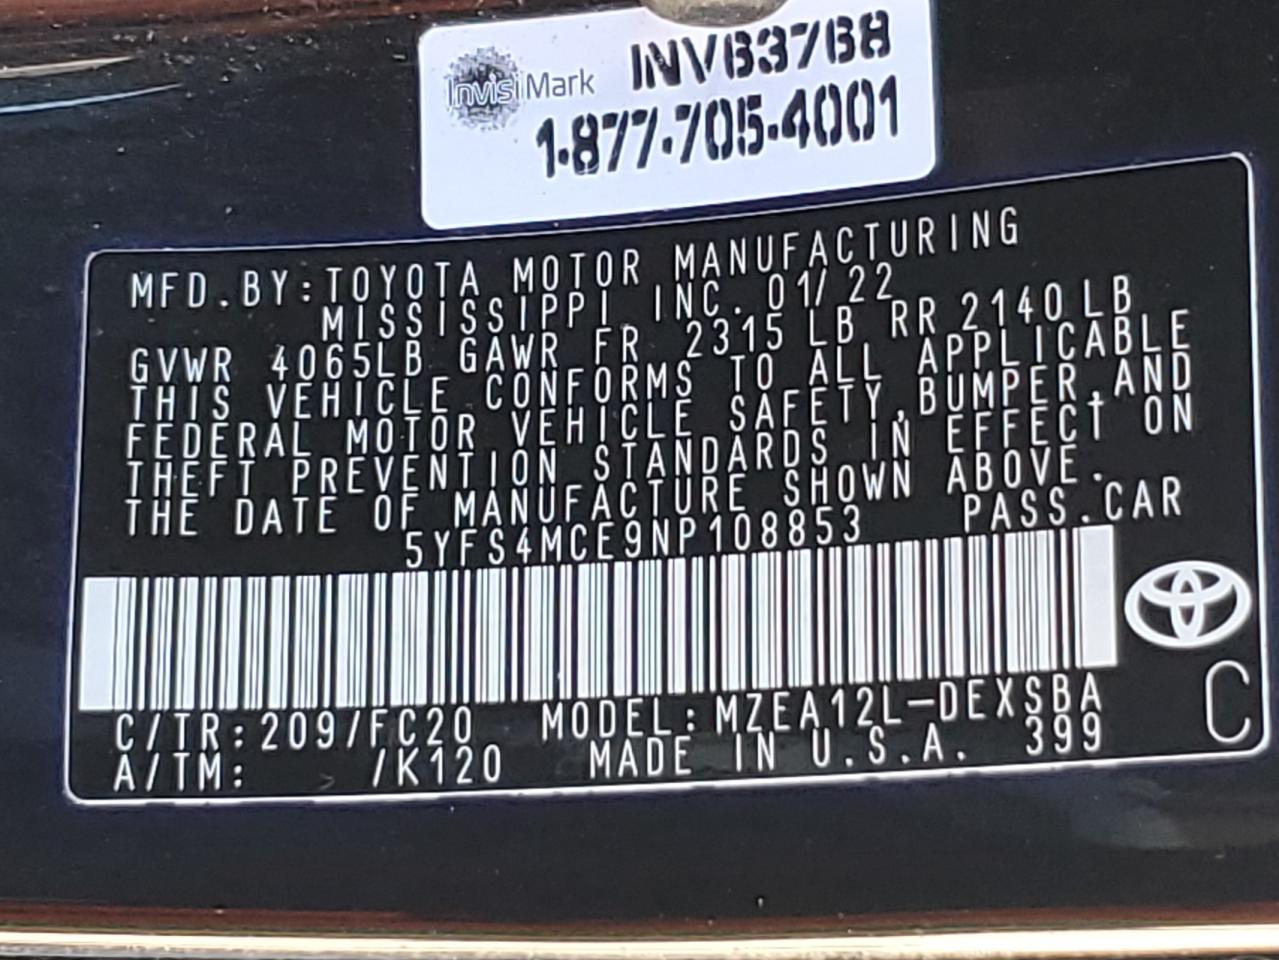 InvisiMark INV63768
1-877-705-4001
MFD.BY:TOYOTA MOTOR MANUFACTURING
MISSISSIPPI INC. 01/22
GVWR 4065LB GAWR FR 2315 LB RR 2140LB
THIS VEHICLE CONFORMS TO ALL APPLICABLE
FEDERAL MOTOR VEHICLE SAFETY,BUMPER,AND
THEFT PREVENTION STANDARDS IN EFFECT ON
THE DATE OF MANUFACTURE SHOWN ABOVE.
5YFS4MCE9NP108853 PASS.CAR
C/TR:209/FC20 MODEL:MZEA12L-DEXSBA
A/TM: /K120 MADE IN U.S.A. 399
C